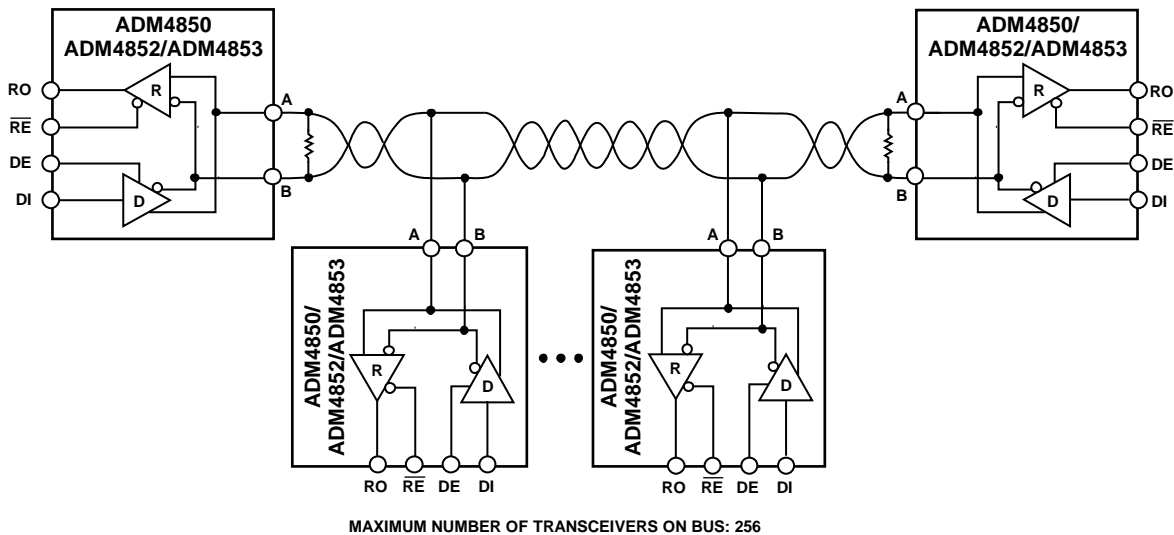 ADM4850
ADM4852/ADM4853
RO
RE
DE
DI
R
D
A
B
ADM4850/
ADM4852/ADM4853
A
B
R
D
RO
RE
DE
DI
A
B
ADM4850/
ADM4852/ADM4853
R
D
RO
RE
DE
DI
A
B
ADM4850/
ADM4852/ADM4853
R
D
RO
RE
DE
DI
MAXIMUM NUMBER OF TRANSCEIVERS ON BUS: 256